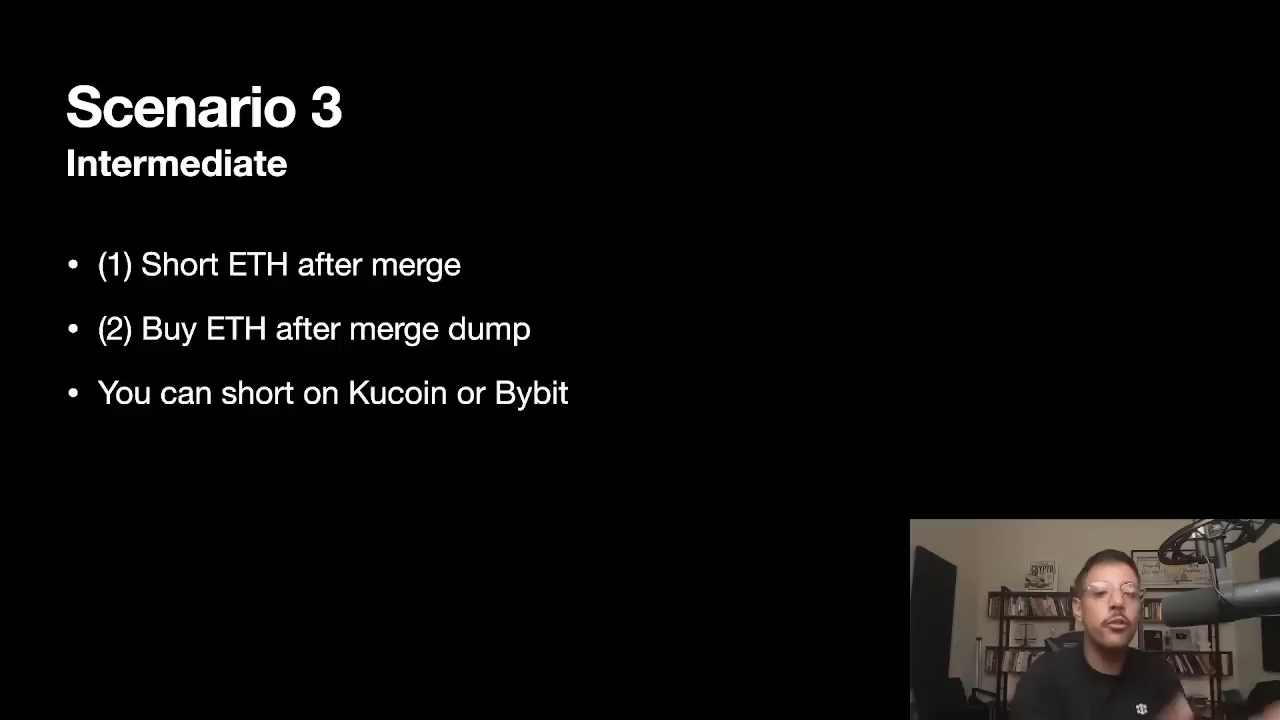 Scenario 3
Intermediate
• (1) Short ETH after merge
• (2) Buy ETH after merge dump
• You can short on Kucoin or Bybit
CRYPTO